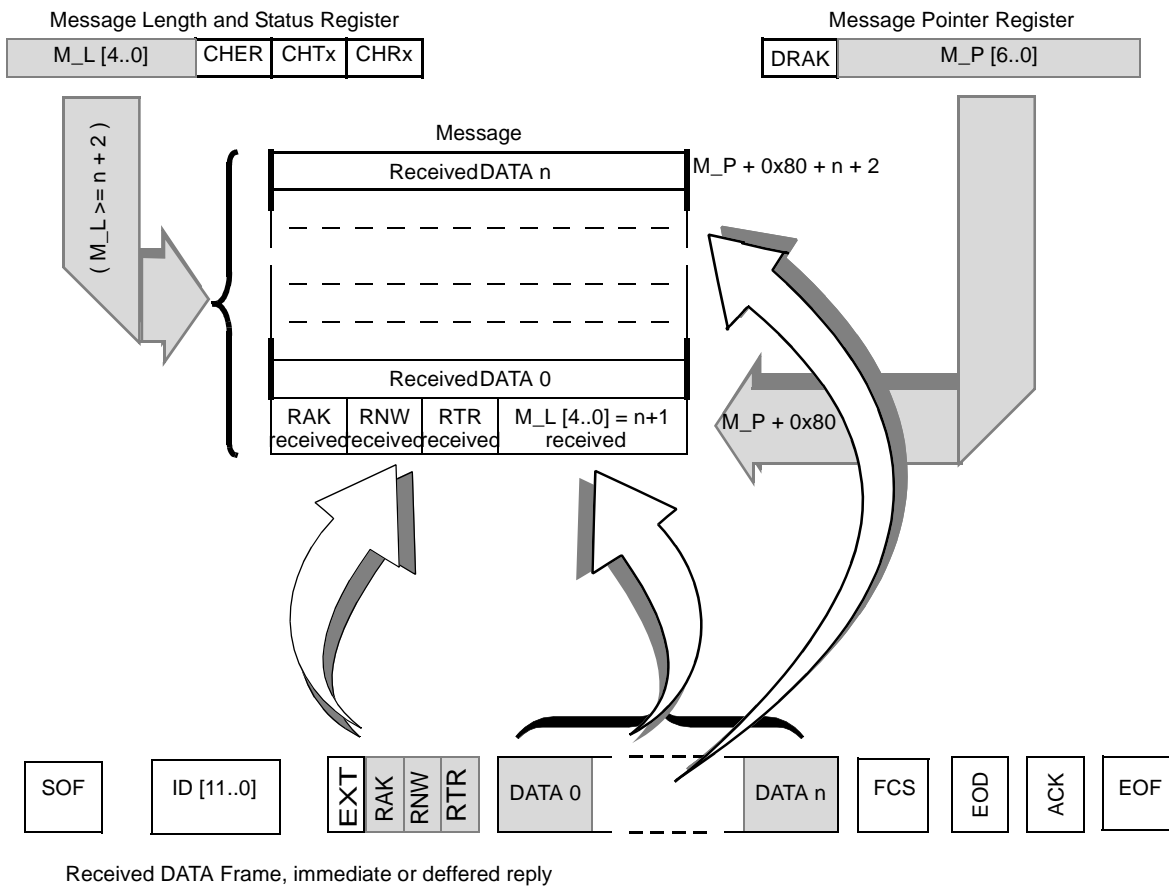 Message Length and Status Register
Message Pointer Register
M_L [4..0]
CHER
CHTx
CHRx
DRAK
M_P [6..0]
( M_L >= n + 2 )
Message
ReceivedDATA n
M_P + 0x80 + n + 2
ReceivedDATA 0
RAK received
RNW received
RTR received
M_L [4..0] = n+1
received
M_P + 0x80
SOF
ID [11..0]
EXT
RAK
RNW
RTR
DATA 0
DATA n
FCS
EOD
ACK
EOF
Received DATA Frame, immediate or deffered reply